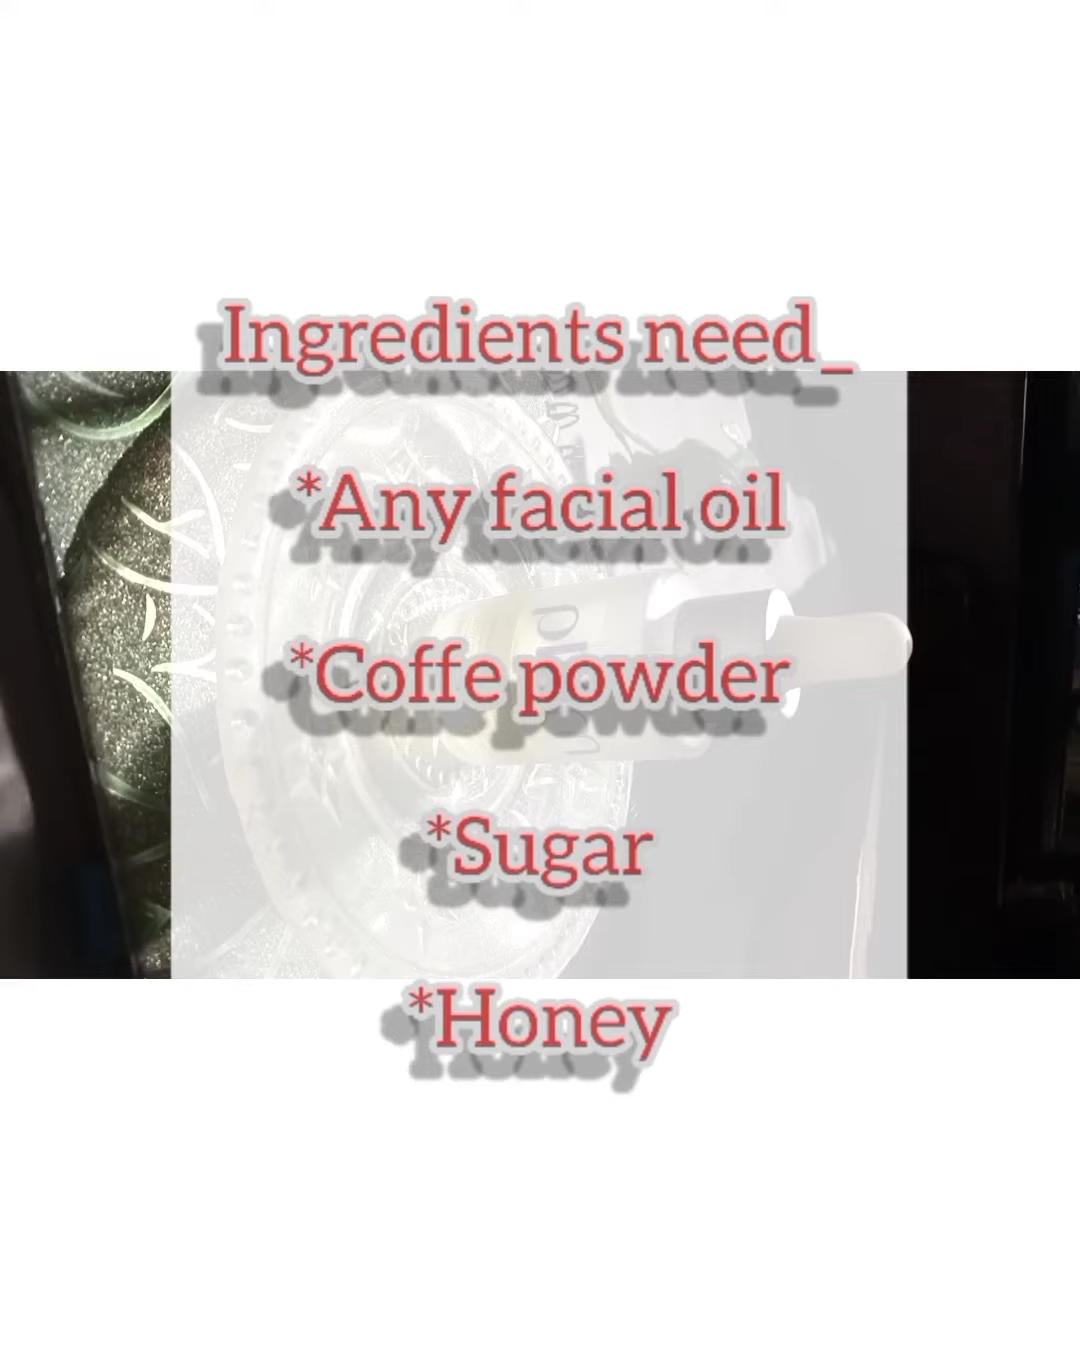 Ingredients need_
*Any facial oil
*Coffe powder
*Sugar
*Honey